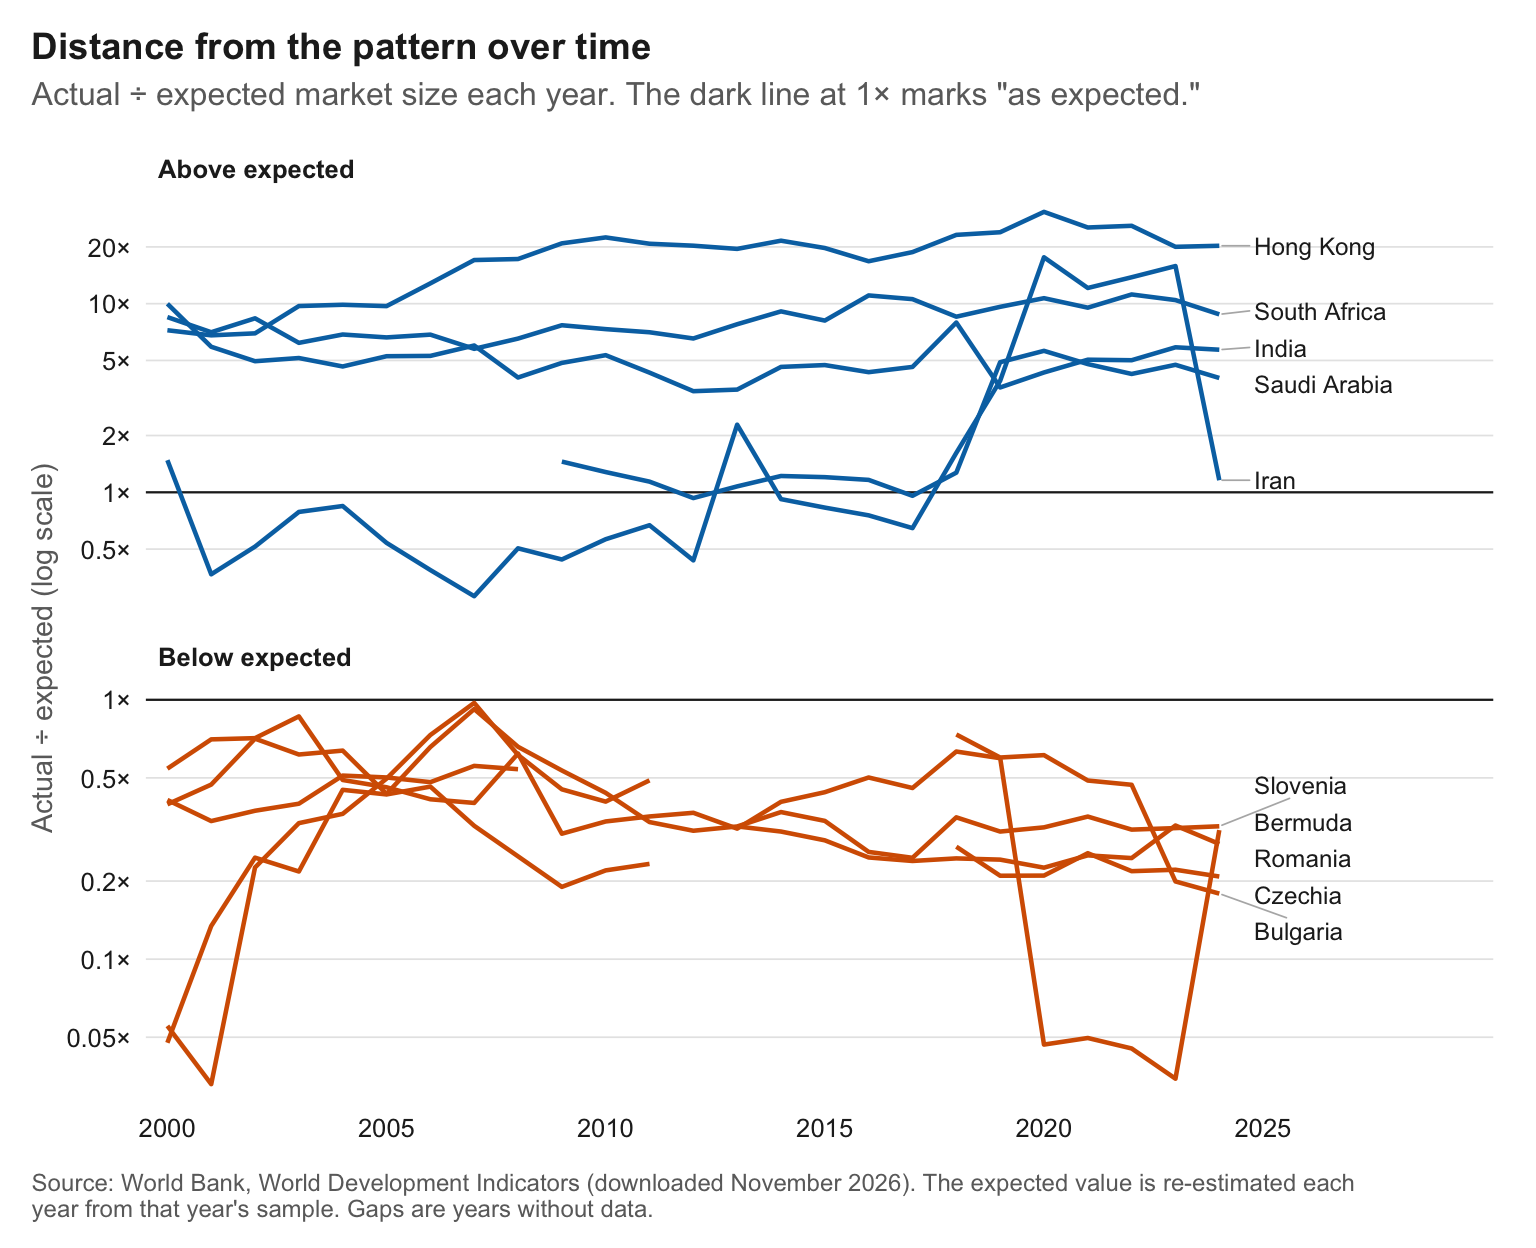 Distance from the pattern over time
Actual ÷ expected market size each year. The dark line at 1× marks "as expected."
Above expected
20×
10×
5×
2×
1×
0.5×
Hong Kong
South Africa
India
Saudi Arabia
Iran
Actual ÷ expected (log scale)
Below expected
1×
0.5×
0.2×
0.1×
0.05×
Slovenia
Bermuda
Romania
Czechia
Bulgaria
2000 2005 2010 2015 2020 2025
Source: World Bank, World Development Indicators (downloaded November 2026). The expected value is re-estimated each
year from that year's sample. Gaps are years without data.